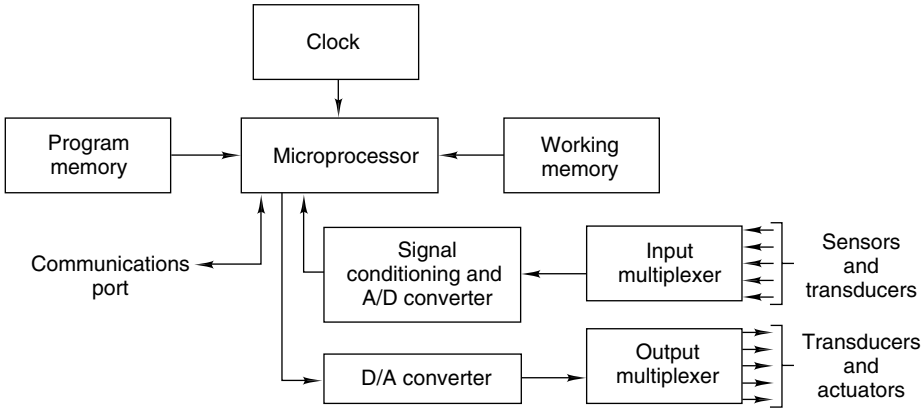 Clock
Program
memory
Microprocessor
Working
memory
Communications
port
Signal
conditioning and
A/D converter
Input
multiplexer
Sensors
and
transducers
D/A converter
Output
multiplexer
Transducers
and
actuators